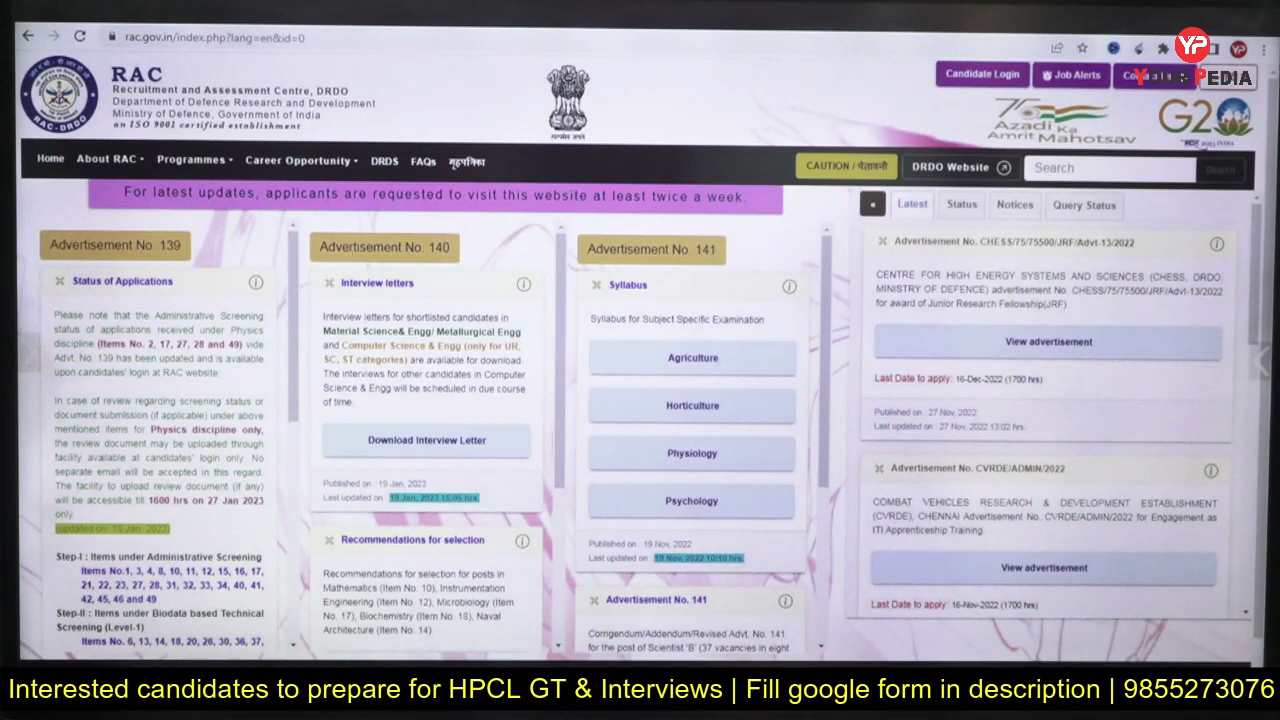 rac.gov.in/index.php?lang=en&id=0
YP
YP
YourPEDIA
RAC
Recruitment and Assessment Centre, DRDO
Department of Defence Research and Development
Ministry of Defence, Government of India
an ISO 9001 certified establishment
RAC-DRDO
सत्यमेव जयते
Candidate Login
Job Alerts
75
Azadi Ka
Amrit Mahotsav
G20
Home
About RAC
Programmes
Career Opportunity
DRDS
FAQs
गृहपत्रिका
CAUTION / चेतावनी
DRDO Website
Search
Search
For latest updates, applicants are requested to visit this website at least twice a week.
Advertisement No. 139
Status of Applications
Please note that the Administrative Screening
status of applications received under Physics
discipline (Items No. 2, 17, 27, 28 and 49) vide
Advt. No. 139 has been updated and is available
upon candidates' login at RAC website.
In case of review regarding screening status or
document submission (if applicable) under above
mentioned items for Physics discipline only,
the review document may be uploaded through
facility available at candidates' login only. No
separate email will be accepted in this regard.
The facility to upload review document (if any)
will be accessible till 1600 hrs on 27 Jan 2023
only.
(updated on: 18 Jan. 2023)
Step-I : Items under Administrative Screening
Items No.1, 3, 4, 8, 10, 11, 12, 15, 16, 17,
21, 22, 23, 27, 28, 31, 32, 33, 34, 40, 41,
42, 45, 46 and 49
Step-II : Items under Biodata based Technical
Screening (Level-1)
Items No. 6, 13, 14, 18, 20, 26, 30, 36, 37,
Advertisement No. 140
Interview letters
Interview letters for shortlisted candidates in
Material Science& Engg/ Metallurgical Engg
and Computer Science & Engg (only for UR,
SC, ST categories) are available for download.
The interviews for other candidates in Computer
Science & Engg will be scheduled in due course
of time.
Download Interview Letter
Published on : 19 Jan, 2023
Last updated on : 19 Jan, 2023 15:05 hrs.
Recommendations for selection
Recommendations for selection for posts in
Mathematics (Item No. 10), Instrumentation
Engineering (Item No. 12), Microbiology (Item
No. 17), Biochemistry (Item No. 18), Naval
Architecture (Item No. 14)
Advertisement No. 141
Syllabus
Syllabus for Subject Specific Examination
Agriculture
Horticulture
Physiology
Psychology
Published on : 19 Nov, 2022
Last updated on : 19 Nov, 2022 10:10 hrs.
Advertisement No. 141
Corrigendum/Addendum/Revised Advt. No. 141
for the post of Scientist 'B' (37 vacancies in eight
«
Latest
Status
Notices
Query Status
Advertisement No. CHESS/75/75500/JRF/Advt-13/2022
CENTRE FOR HIGH ENERGY SYSTEMS AND SCIENCES (CHESS, DRDO,
MINISTRY OF DEFENCE) advertisement No. CHESS/75/75500/JRF/Advt-13/2022
for award of Junior Research Fellowship(JRF)
View advertisement
Last Date to apply: 16-Dec-2022 (1700 hrs)
Published on : 27 Nov, 2022
Last updated on : 27 Nov, 2022 13:02 hrs.
Advertisement No. CVRDE/ADMIN/2022
COMBAT VEHICLES RESEARCH & DEVELOPMENT ESTABLISHMENT
(CVRDE), CHENNAI Advertisement No. CVRDE/ADMIN/2022 for Engagement as
ITI Apprenticeship Training
View advertisement
Last Date to apply: 16-Nov-2022 (1700 hrs)
Interested candidates to prepare for HPCL GT & Interviews | Fill google form in description | 9855273076